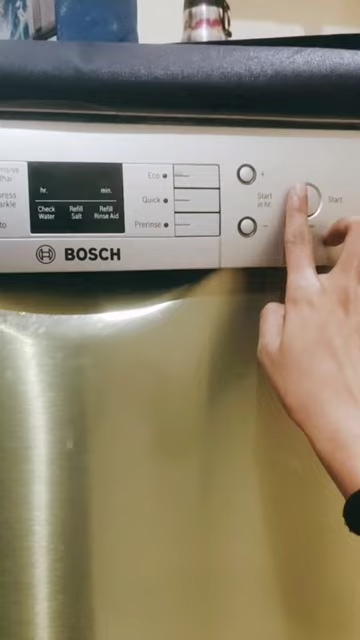 hr. min.
Check Water
Refill Salt
Refill Rinse Aid
Eco
Quick
Prerinse
+
Start in hr.
-
Start
BOSCH